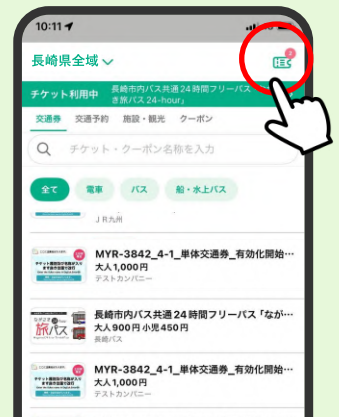 10:11
長崎県全域
2
チケット利用中
長崎市内バス共通24時間フリーパス
き旅バス 24-hour」
交通券 交通予約 施設・観光 クーポン
チケット・クーポン名称を入力
全て 電車 バス 船・水上バス
JR九州
MYR-3842_4-1_単体交通券_有効化開始…
大人1,000円
テストカンパニー
長崎市内バス共通24時間フリーパス「なが…
大人900円 小児450円
長崎バス
旅バス
MYR-3842_4-1_単体交通券_有効化開始…
大人1,000円
テストカンパニー